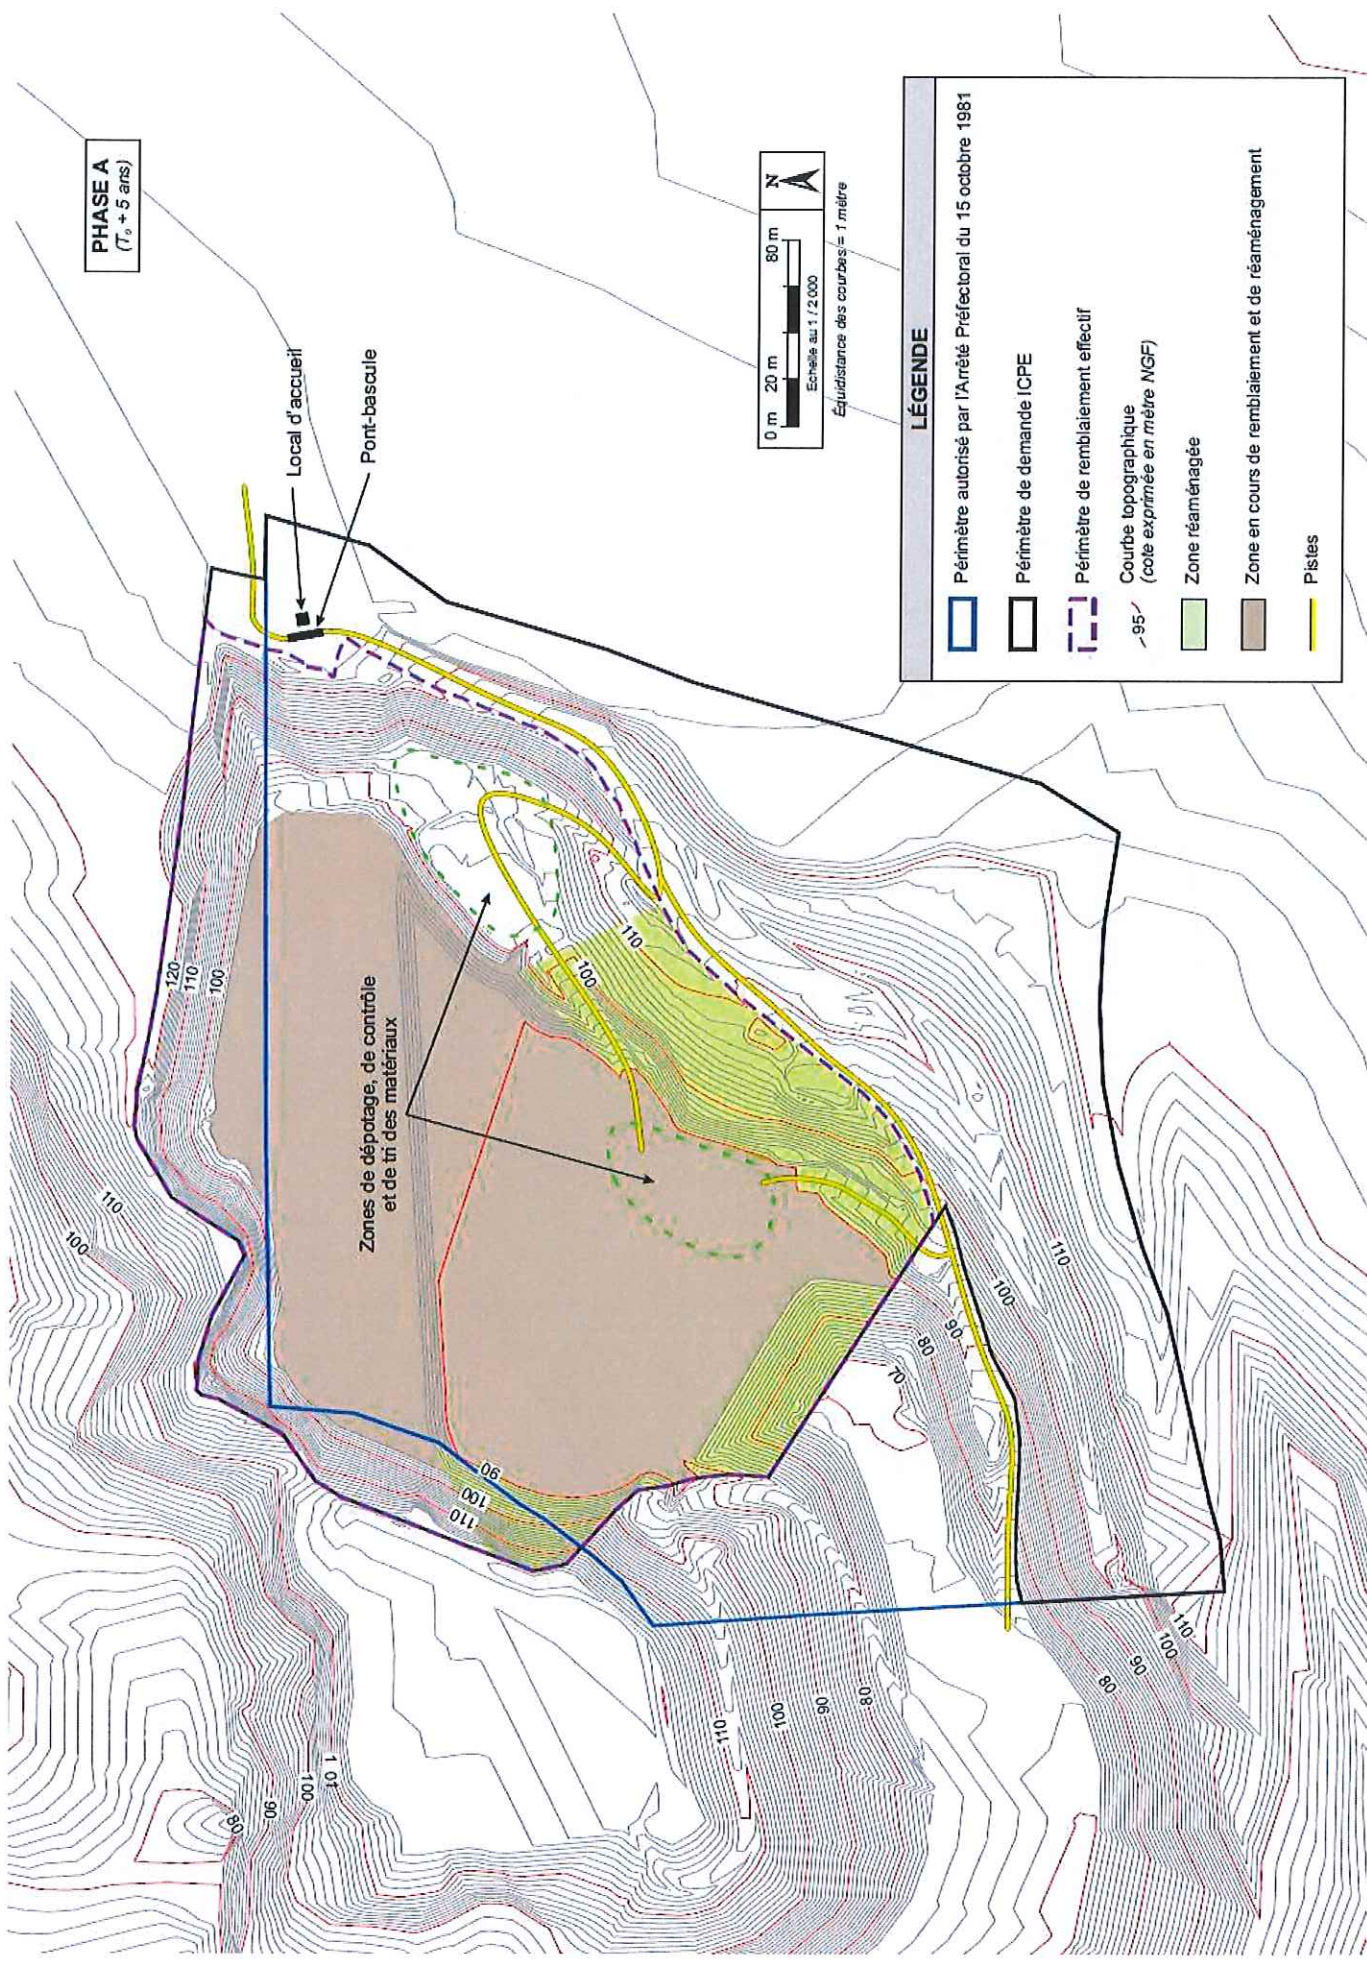 PHASE A
(T₀ + 5 ans)
Local d'accueil
Pont-bascule
N
0 m 20 m 80 m
Echelle au 1 / 2 000
Équidistance des courbes = 1 mètre
Zones de dépotage, de contrôle
et de tri des matériaux
LÉGENDE
Périmètre autorisé par l'Arrêté Préfectoral du 15 octobre 1981
Périmètre de demande ICPE
Périmètre de remblaiement effectif
95
Courbe topographique
(cote exprimée en mètre NGF)
Zone réaménagée
Zone en cours de remblaiement et de réaménagement
Pistes
120
110
100
110
100
110
100
90
100
110
80
90
100
1 01
110
100
90
80
70
80
90
100
110
80
90
100
110